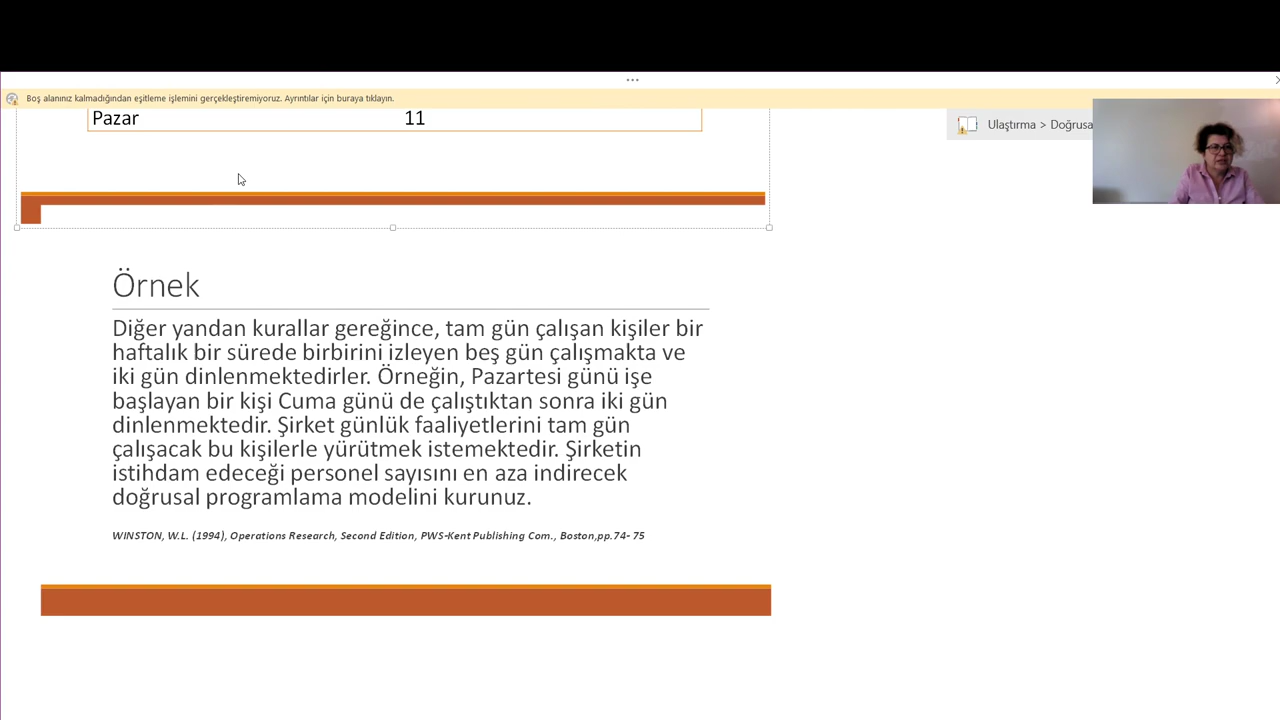 Boş alanınız kalmadığından eşitleme işlemini gerçekleştiremiyoruz. Ayrıntılar için buraya tıklayın.
Pazar 11
Ulaştırma > Doğrusa
Örnek
Diğer yandan kurallar gereğince, tam gün çalışan kişiler bir
haftalık bir sürede birbirini izleyen beş gün çalışmakta ve
iki gün dinlenmektedirler. Örneğin, Pazartesi günü işe
başlayan bir kişi Cuma günü de çalıştıktan sonra iki gün
dinlenmektedir. Şirket günlük faaliyetlerini tam gün
çalışacak bu kişilerle yürütmek istemektedir. Şirketin
istihdam edeceği personel sayısını en aza indirecek
doğrusal programlama modelini kurunuz.
WINSTON, W.L. (1994), Operations Research, Second Edition, PWS-Kent Publishing Com., Boston,pp.74- 75